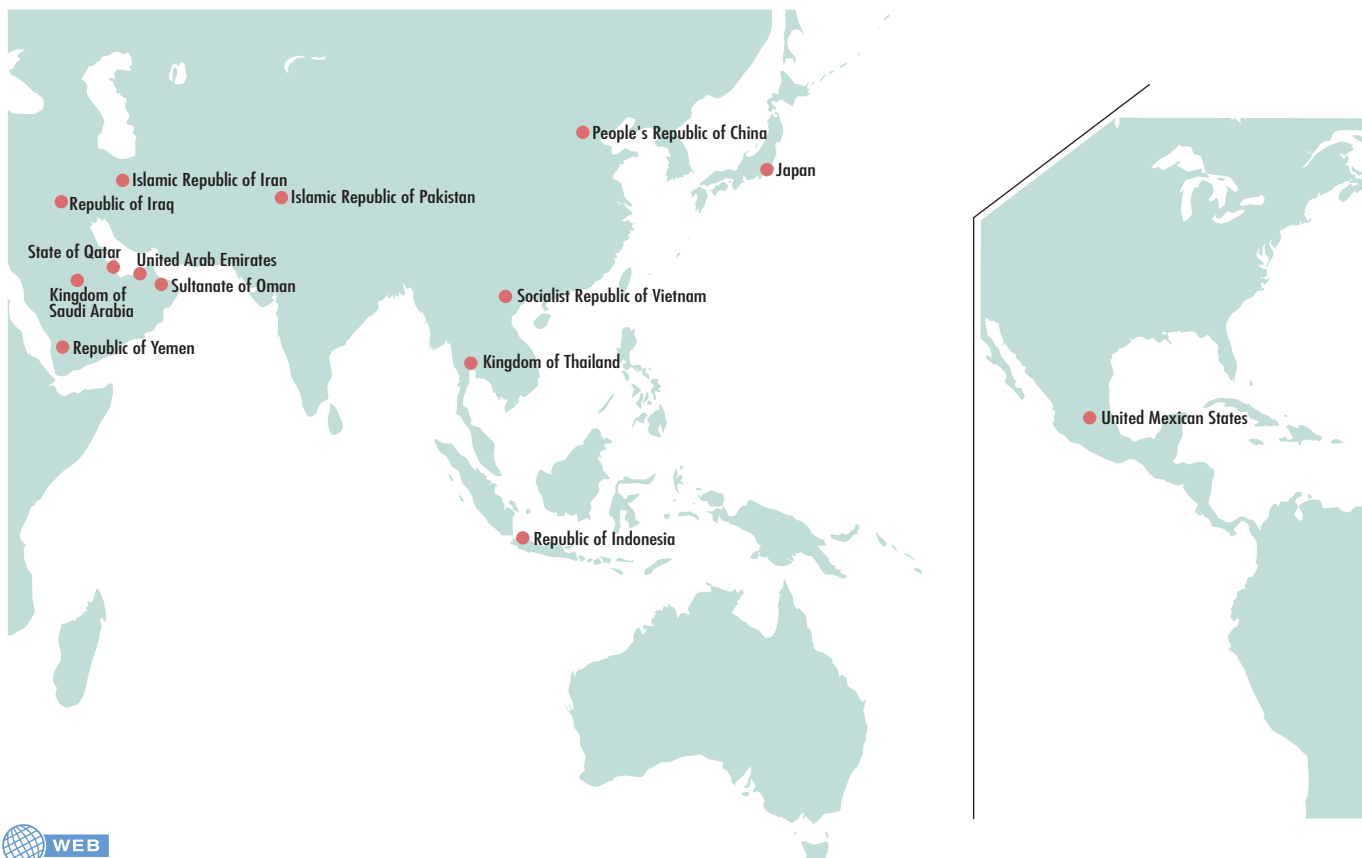 People's Republic of China
Japan
Islamic Republic of Iran
Islamic Republic of Pakistan
Republic of Iraq
State of Qatar
United Arab Emirates
Sultanate of Oman
Kingdom of
Saudi Arabia
Socialist Republic of Vietnam
Republic of Yemen
Kingdom of Thailand
United Mexican States
Republic of Indonesia
WEB